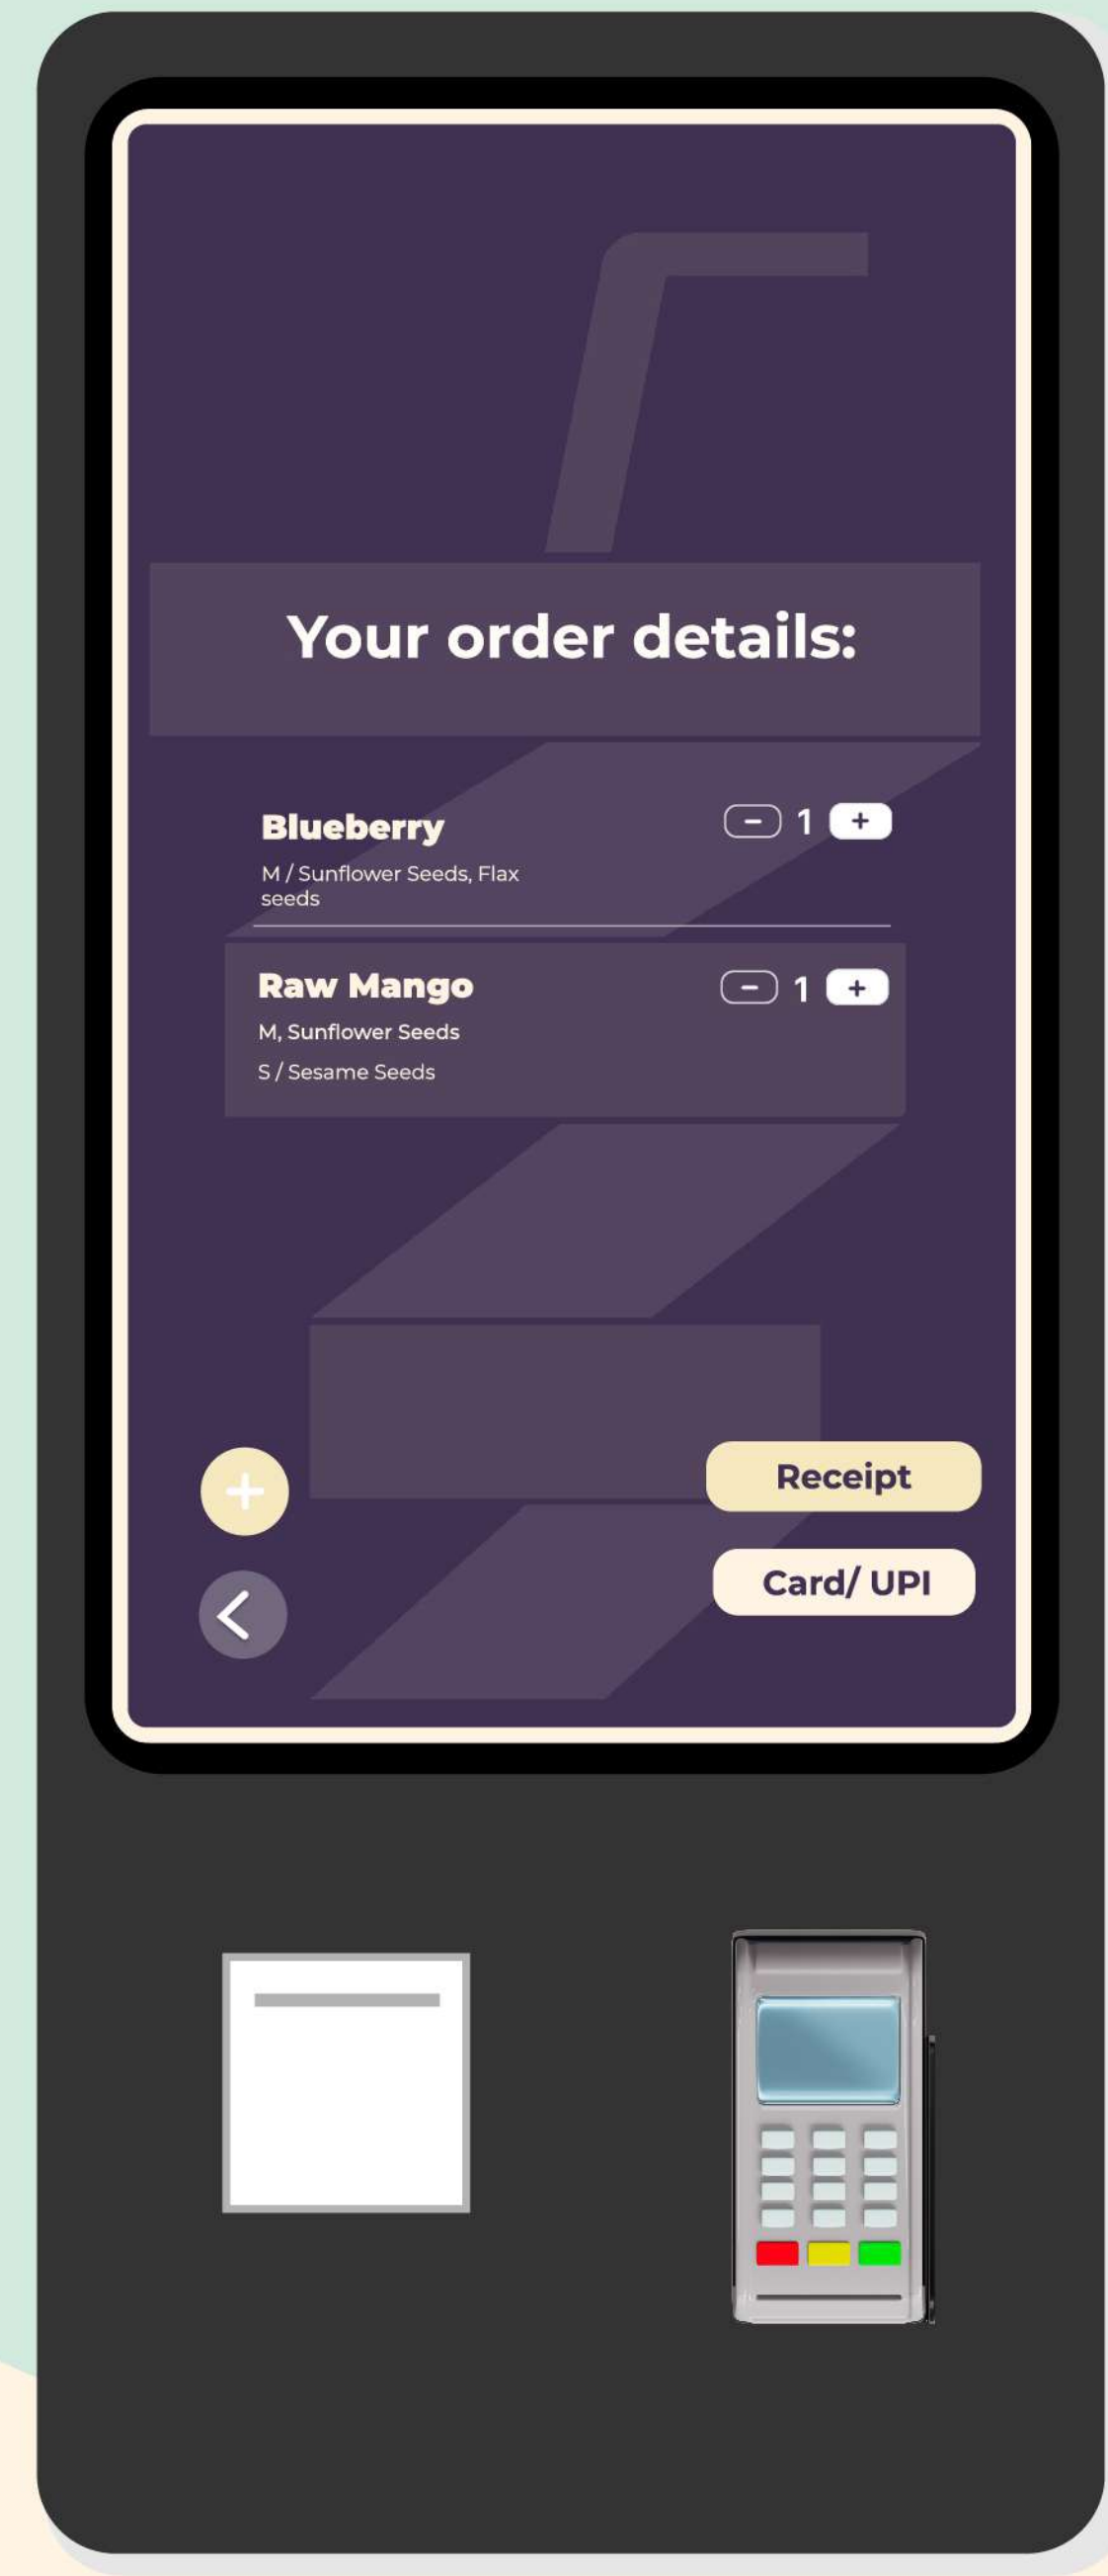 Your order details:
Blueberry
- 1 +
M / Sunflower Seeds, Flax
seeds
Raw Mango
- 1 +
M, Sunflower Seeds
S / Sesame Seeds
+
Receipt
Card/ UPI
<